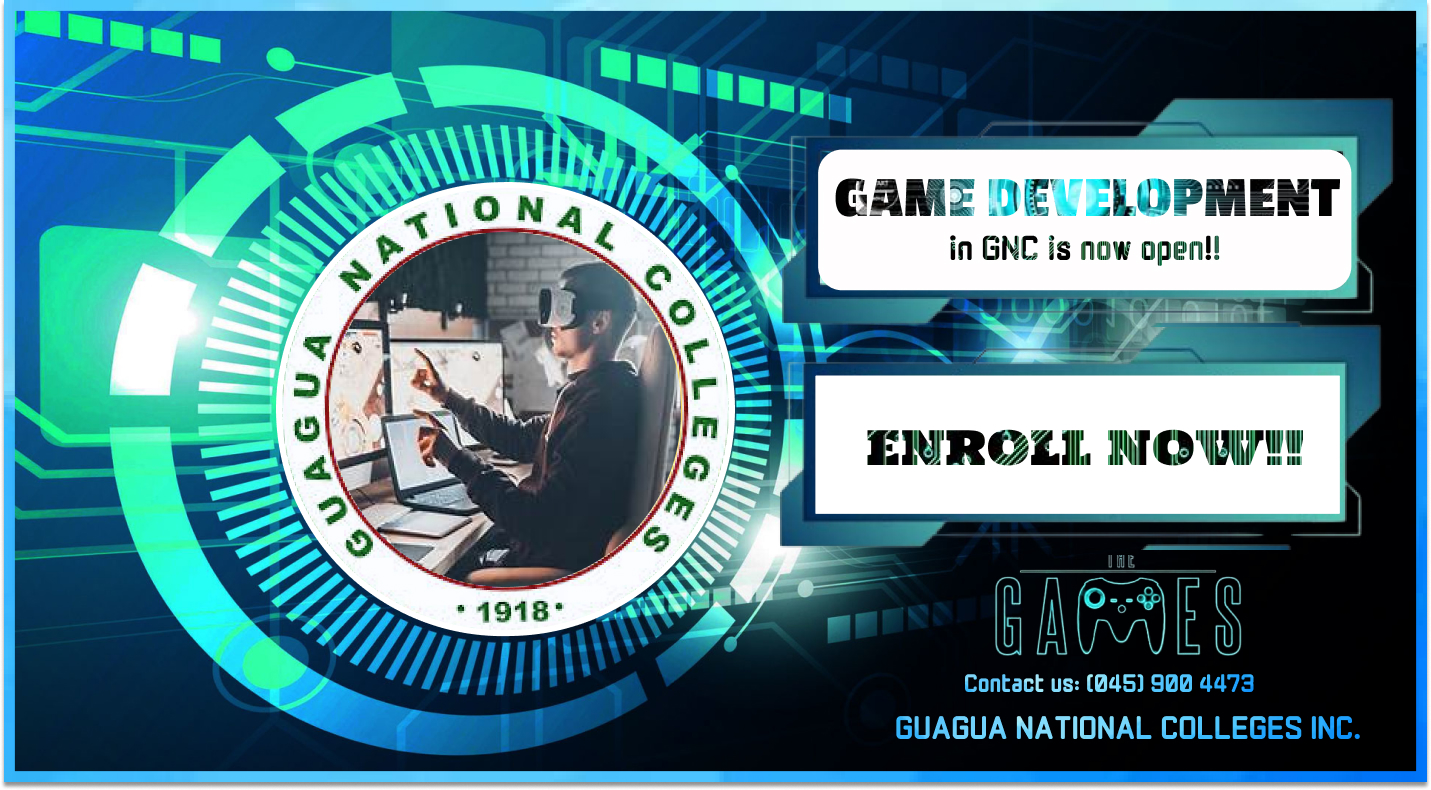 GUAGUA NATIONAL COLLEGES
• 1918 •
GAME DEVELOPMENT
in GNC is now open!!
ENROLL NOW!!
THE
GAMES
Contact us: (045) 900 4473
GUAGUA NATIONAL COLLEGES INC.